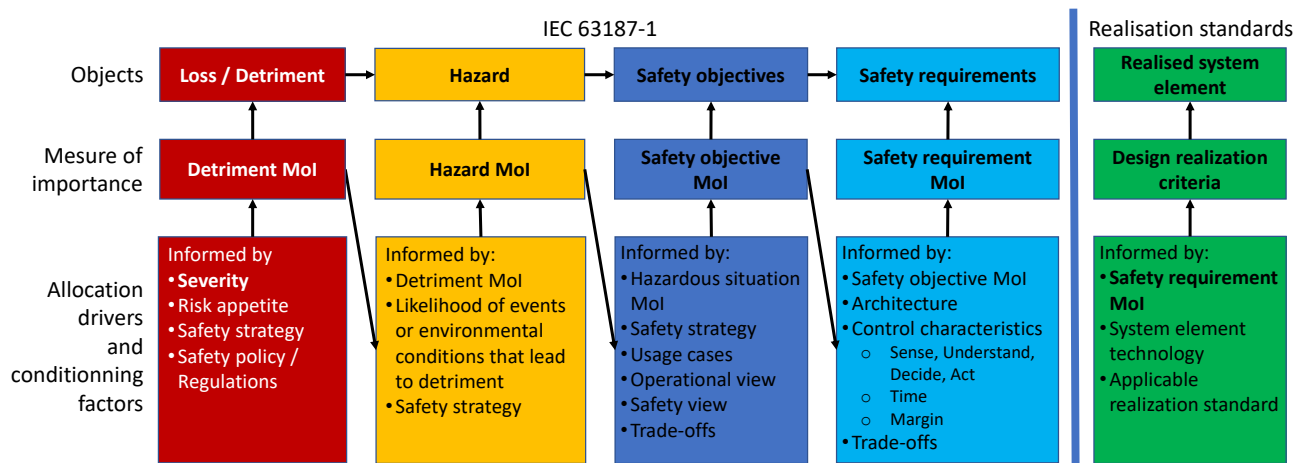 IEC 63187-1
Realisation standards
Objects
Loss / Detriment
Hazard
Safety objectives
Safety requirements
Realised system
element
Mesure of
importance
Detriment MoI
Hazard MoI
Safety objective
MoI
Safety requirement
MoI
Design realization
criteria
Allocation
drivers
and
conditionning
factors
Informed by
• Severity
• Risk appetite
• Safety strategy
• Safety policy /
Regulations
Informed by:
• Detriment MoI
• Likelihood of events
or environmental
conditions that lead
to detriment
• Safety strategy
Informed by:
• Hazardous situation
MoI
• Safety strategy
• Usage cases
• Operational view
• Safety view
• Trade-offs
Informed by:
• Safety objective MoI
• Architecture
• Control characteristics
o Sense, Understand,
Decide, Act
o Time
o Margin
• Trade-offs
Informed by:
• Safety requirement
MoI
• System element
technology
• Applicable
realization standard